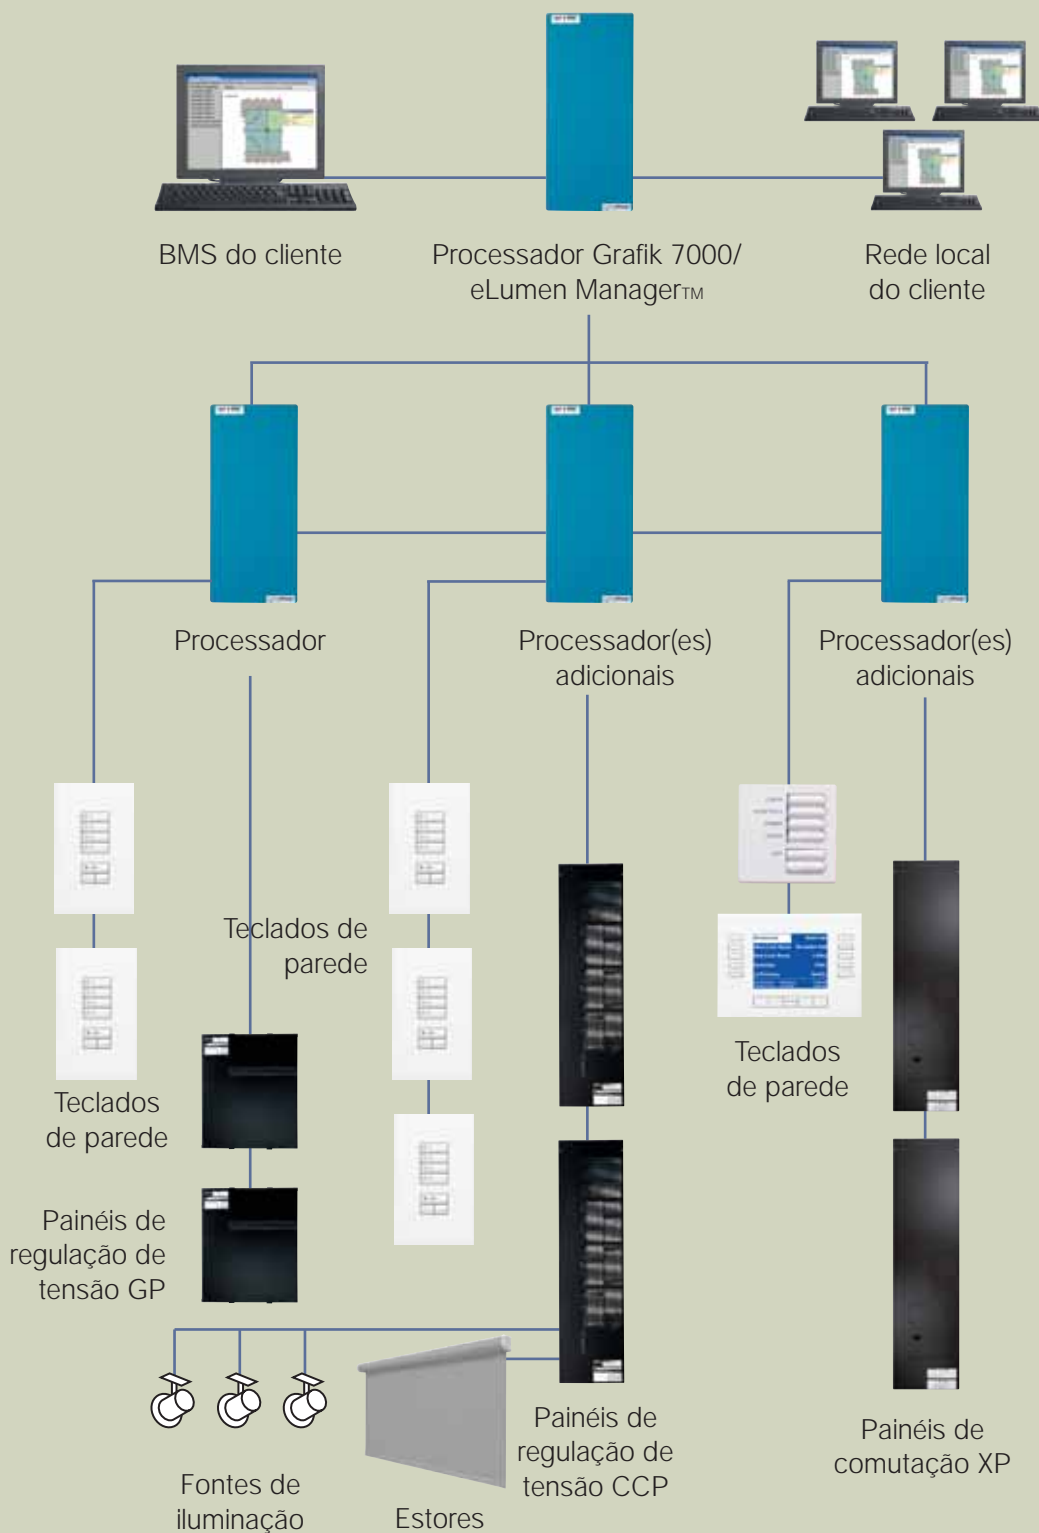 BMS do cliente
Processador Grafik 7000/
eLumen Manager™
Rede local
do cliente
Processador
Processador(es)
adicionais
Processador(es)
adicionais
Teclados de
parede
Teclados
de parede
Teclados
de parede
Painéis de
regulação de
tensão GP
Painéis de
regulação de
tensão CCP
Painéis de
comutação XP
Fontes de
iluminação
Estores